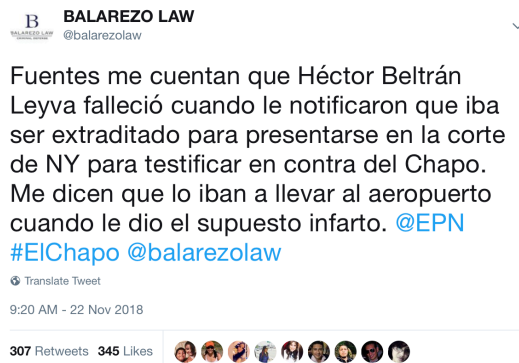 BALAREZO LAW
@balarezolaw
B
BALAREZO LAW
Fuentes me cuentan que Héctor Beltrán
Leyva falleció cuando le notificaron que iba
ser extraditado para presentarse en la corte
de NY para testificar en contra del Chapo.
Me dicen que lo iban a llevar al aeropuerto
cuando le dio el supuesto infarto. @EPN
#ElChapo @balarezolaw
Translate Tweet
9:20 AM - 22 Nov 2018
307 Retweets 345 Likes